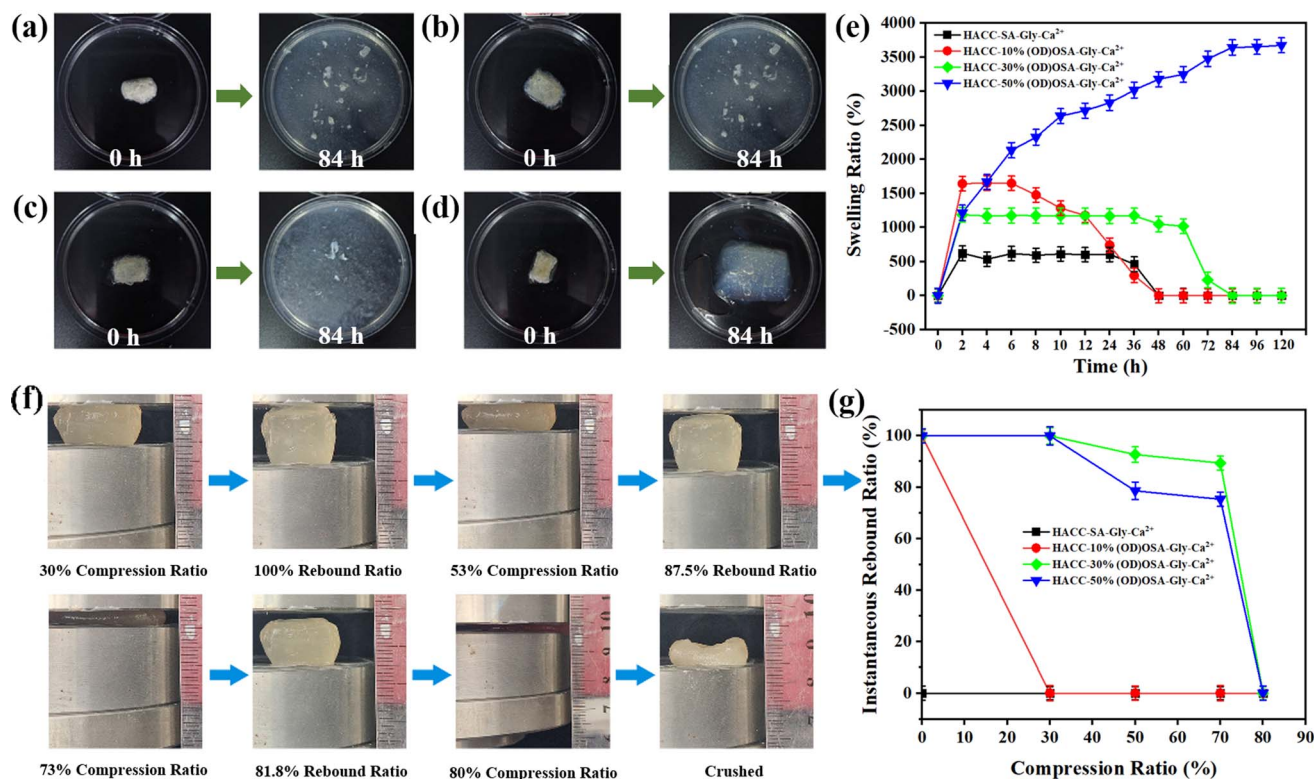 (a)
0 h
84 h
(b)
0 h
84 h
(c)
0 h
84 h
(d)
0 h
84 h
(e)
Swelling Ratio (%)
4000
3500
3000
2500
2000
1500
1000
500
0
-500
HACC-SA-Gly-Ca²⁺
HACC-10% (OD)OSA-Gly-Ca²⁺
HACC-30% (OD)OSA-Gly-Ca²⁺
HACC-50% (OD)OSA-Gly-Ca²⁺
0 2 4 6 8 10 12 24 36 48 60 72 84 96 120
Time (h)
(f)
30% Compression Ratio
100% Rebound Ratio
53% Compression Ratio
87.5% Rebound Ratio
73% Compression Ratio
81.8% Rebound Ratio
80% Compression Ratio
Crushed
(g)
Instantaneous Rebound Ratio (%)
100
80
60
40
20
0
HACC-SA-Gly-Ca²⁺
HACC-10% (OD)OSA-Gly-Ca²⁺
HACC-30% (OD)OSA-Gly-Ca²⁺
HACC-50% (OD)OSA-Gly-Ca²⁺
0 10 20 30 40 50 60 70 80 90
Compression Ratio (%)